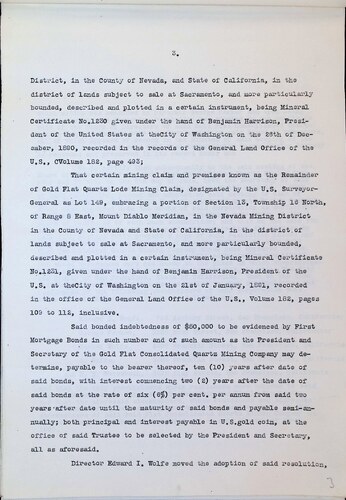 3.
District, in the County of Nevada, and State of California, in the
district of lands subject to sale at Sacramento, and more particularly
bounded, described and plotted in a certain instrument, being Mineral
Certificate No.1230 given under the hand of Benjamin Harrison, Presi-
dent of the United States at theCity of Washington on the 26th of Dec-
ember, 1890, recorded in the records of the General Land Office of the
U.S., CVolume 182, page 493;
That certain mining claim and premises known as the Remainder
of Gold Flat Quartz Lode Mining Claim, designated by the U.S. Surveyor-
General as Lot 149, embracing a portion of Section 13, Township 16 North,
of Range 8 East, Mount Diablo Meridian, in the Nevada Mining District
in the County of Nevada and State of California, in the district of
lands subject to sale at Sacramento, and more particularly bounded,
described and plotted in a certain instrument, being Mineral Certificate
No.1231, given under the hand of Benjamin Harrison, President of the
U.S. at theCity of Washington on the 21st of January, 1891, recorded
in the office of the General Land Office of the U.S., Volume 182, pages
109 to 112, inclusive.
Said bonded indebtedness of $60,000 to be evidenced by First
Mortgage Bonds in such number and of such amount as the President and
Secretary of the Gold Flat Consolidated Quartz Mining Company may de-
termine, payable to the bearer thereof, ten (10) years after date of
said bonds, with interest commencing two (2) years after the date of
said bonds at the rate of six (6%) per cent. per annum from said two
years after date until the maturity of said bonds and payable semi-an-
nually; both principal and interest payable in U.S.gold coin, at the
office of said Trustee to be selected by the President and Secretary,
all as aforesaid.
Director Edward I. Wolfe moved the adoption of said resolution,
3